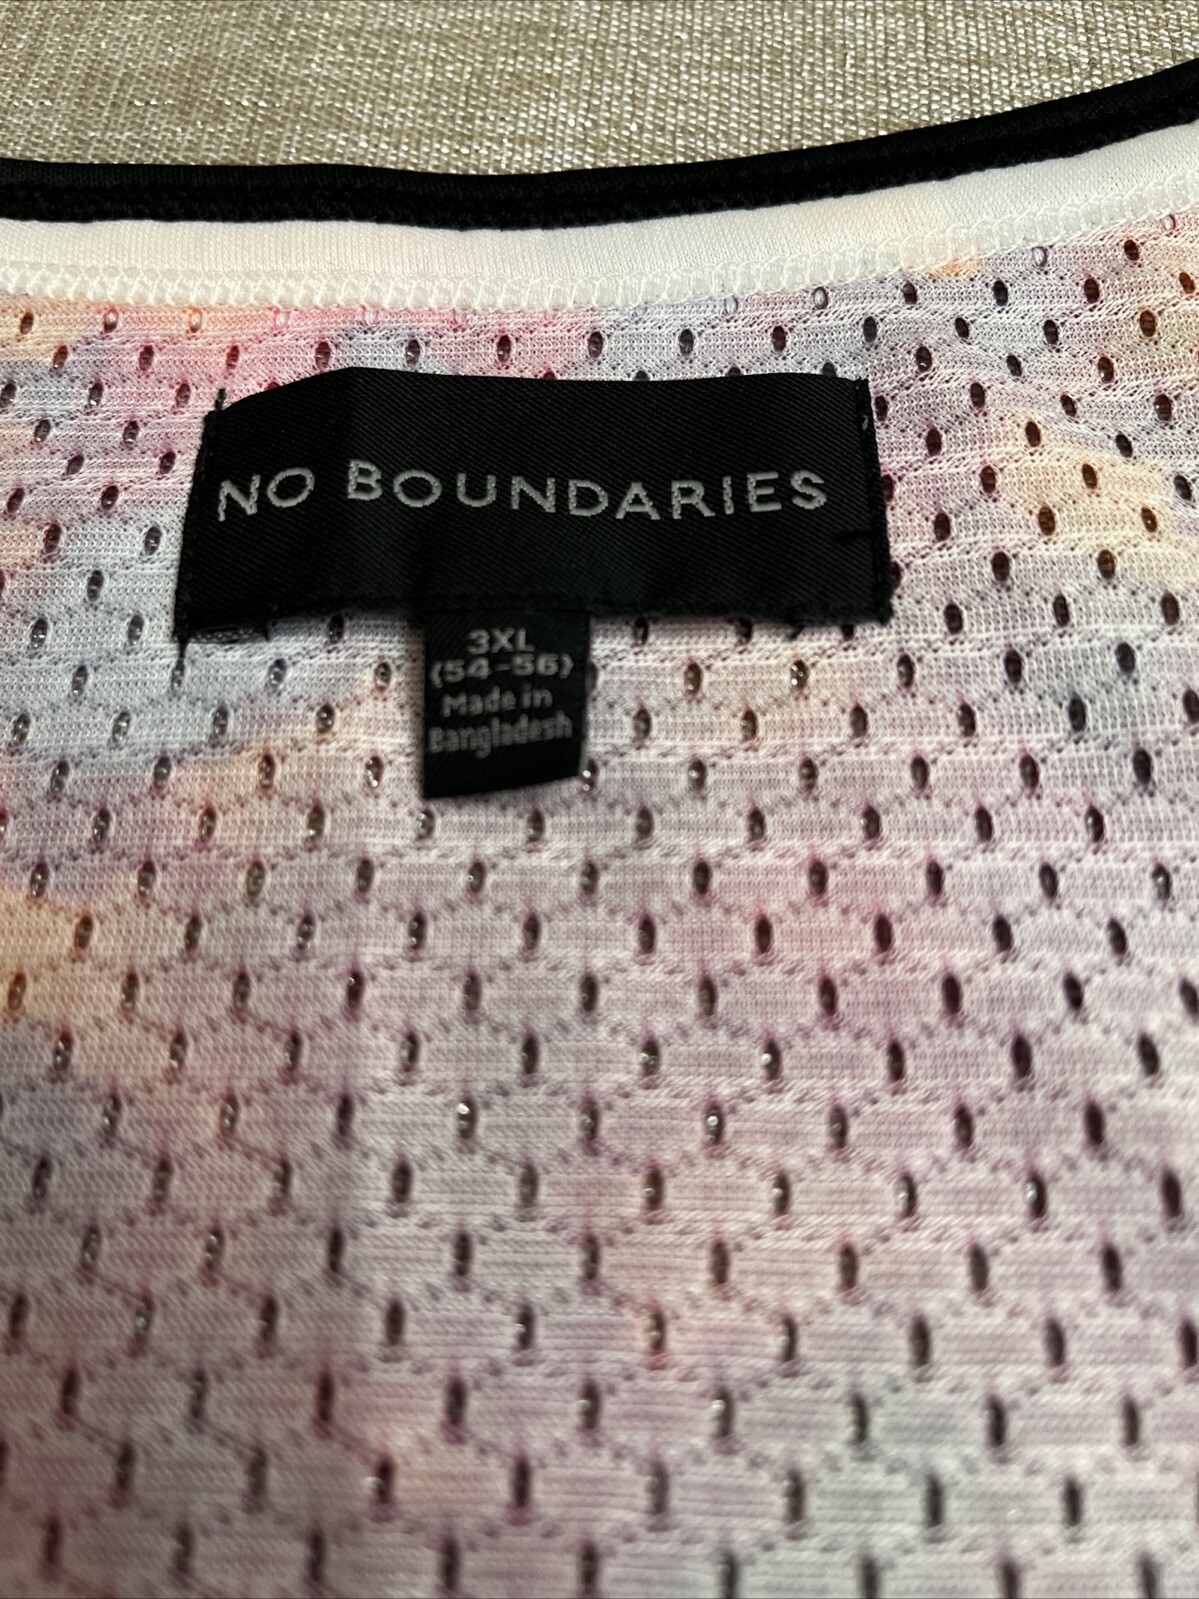 NO BOUNDARIES
3XL
(54-56)
Made in
Bangladesh